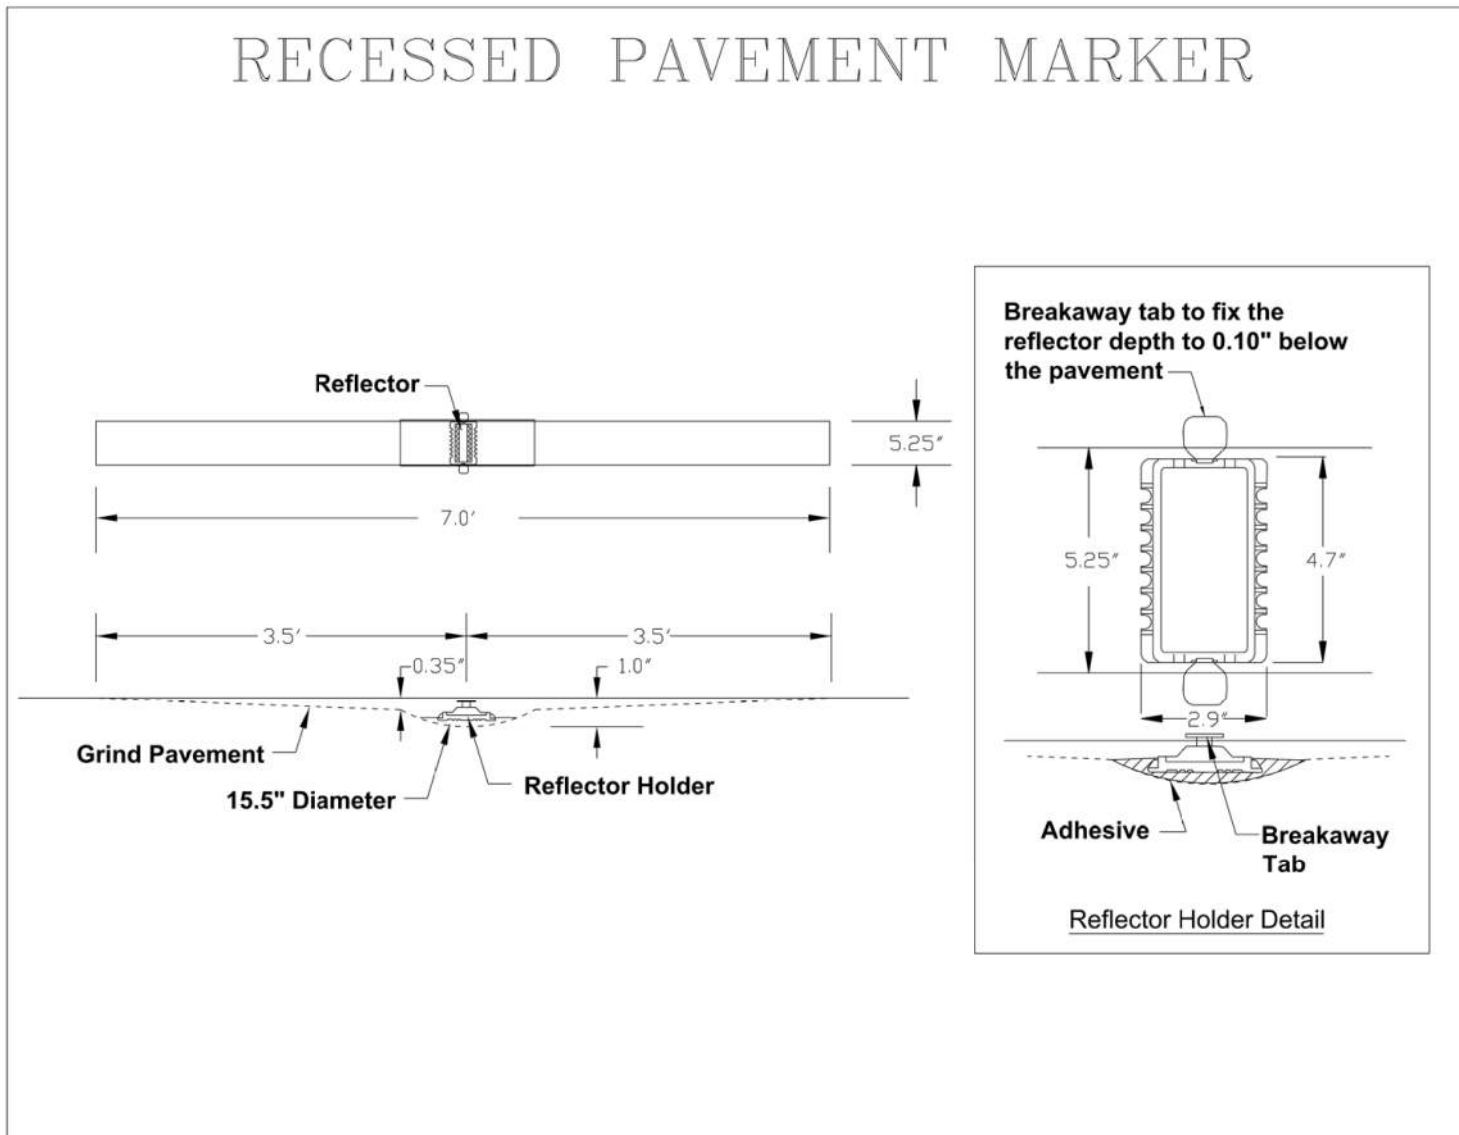 RECESSED PAVEMENT MARKER
Reflector
5.25"
7.0'
3.5'
3.5'
0.35"
1.0"
Grind Pavement
15.5" Diameter
Reflector Holder
Breakaway tab to fix the
reflector depth to 0.10" below
the pavement
5.25"
4.7"
2.9"
Adhesive
Breakaway
Tab
Reflector Holder Detail